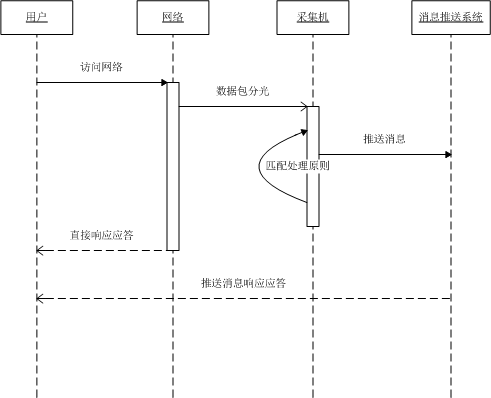 用户
网络
采集机
消息推送系统
访问网络
数据包分光
推送消息
匹配处理原则
直接响应应答
推送消息响应应答